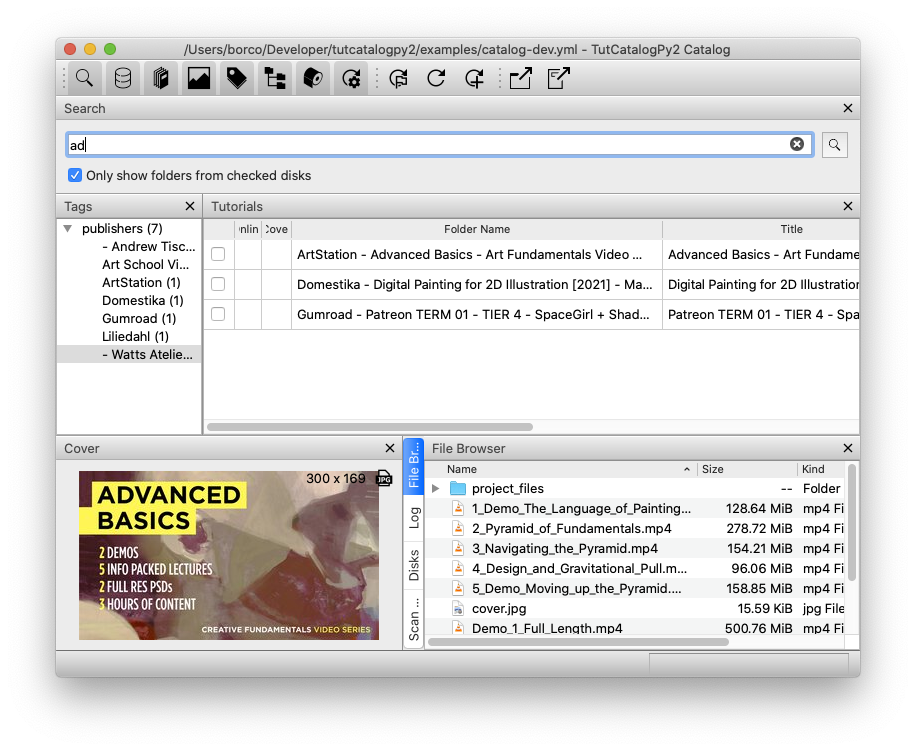 /Users/borco/Developer/tutcatalogpy2/examples/catalog-dev.yml - TutCatalogPy2 Catalog
Search
ad
Only show folders from checked disks
Tags
publishers (7)
- Andrew Tisc...
Art School Vi...
ArtStation (1)
Domestika (1)
Gumroad (1)
Liliedahl (1)
- Watts Atelie...
Tutorials
nlin Cove Folder Name Title
ArtStation - Advanced Basics - Art Fundamentals Video ... Advanced Basics - Art Fundame
Domestika - Digital Painting for 2D Illustration [2021] - Ma... Digital Painting for 2D Illustration
Gumroad - Patreon TERM 01 - TIER 4 - SpaceGirl + Shad... Patreon TERM 01 - TIER 4 - Spa
Cover
300 x 169 JPG
ADVANCED
BASICS
2 DEMOS
5 INFO PACKED LECTURES
2 FULL RES PSDs
3 HOURS OF CONTENT
CREATIVE FUNDAMENTALS VIDEO SERIES
File Br...
Log
Disks
Scan ...
File Browser
Name Size Kind
project_files -- Folder
1_Demo_The_Language_of_Painting... 128.64 MiB mp4 Fi
2_Pyramid_of_Fundamentals.mp4 278.72 MiB mp4 Fi
3_Navigating_the_Pyramid.mp4 154.21 MiB mp4 Fi
4_Design_and_Gravitational_Pull.m... 96.06 MiB mp4 Fi
5_Demo_Moving_up_the_Pyramid.... 158.85 MiB mp4 Fi
cover.jpg 15.59 KiB jpg File
Demo_1_Full_Length.mp4 500.76 MiB mp4 Fi